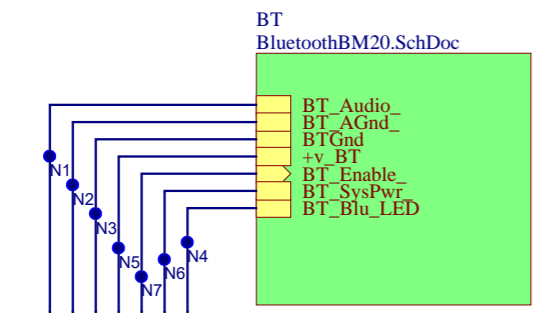 BT
BluetoothBM20.SchDoc
BT_Audio_
BT_AGnd_
BTGnd
+v_BT
BT_Enable_
BT_SysPwr_
BT_Blu_LED
N1
N2
N3
N5
N7
N6
N4